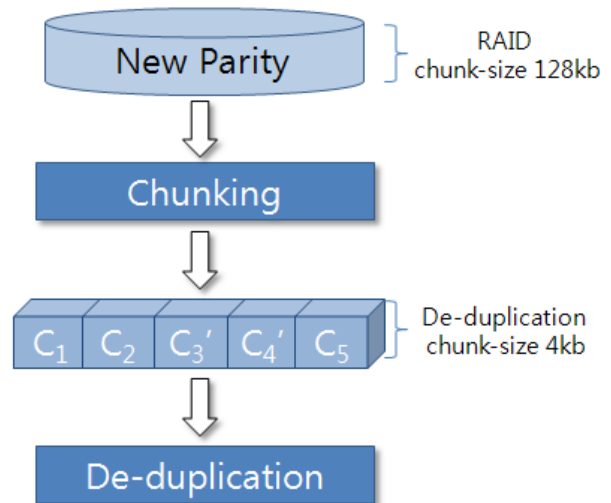 New Parity
RAID
chunk-size 128kb
Chunking
C₁ C₂ C₃′ C₄′ C₅
De-duplication
chunk-size 4kb
De-duplication